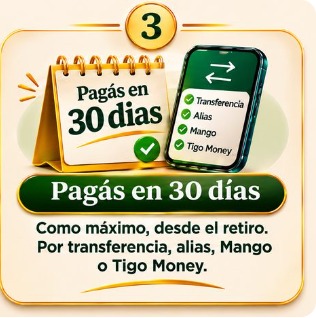 3
Pagás en
30 dias
Transferencia
Alias
Mango
Tigo Money
Pagás en 30 días
Como máximo, desde el retiro.
Por transferencia, alias, Mango
o Tigo Money.